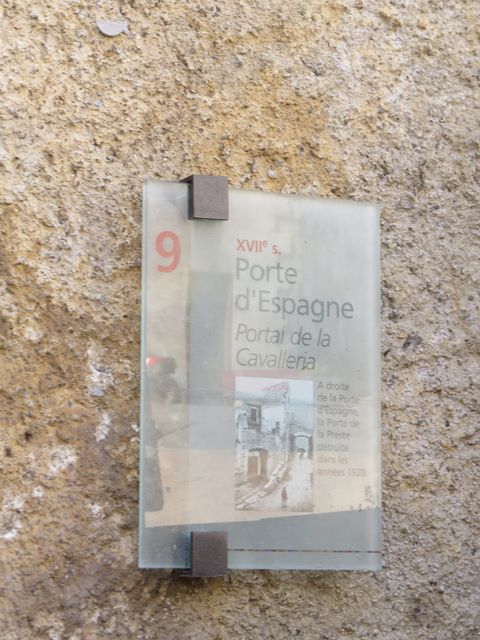 9
XVIIe s.
Porte
d'Espagne
Portal de la
Cavalleria
A droite
de la Porte
d'Espagne,
la Porte de
la Preste
détruite
dans les
années 1920.